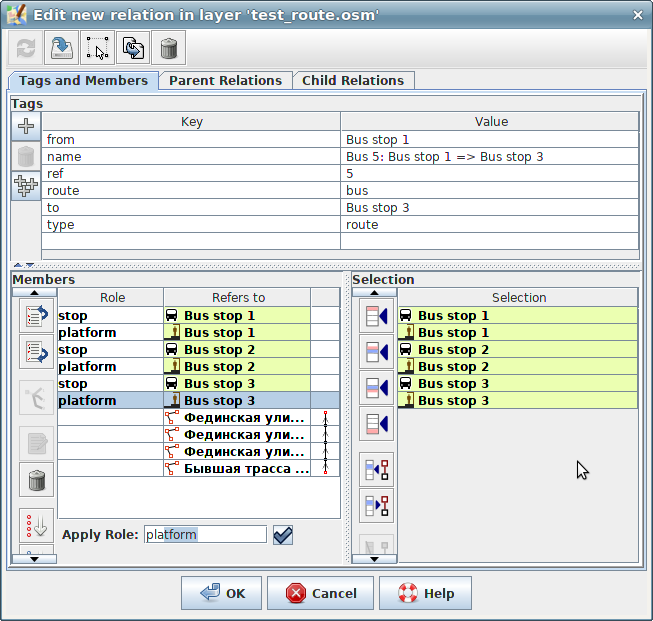 Edit new relation in layer 'test_route.osm'
Tags and Members Parent Relations Child Relations
Tags
Key Value
from Bus stop 1
name Bus 5: Bus stop 1 => Bus stop 3
ref 5
route bus
to Bus stop 3
type route
Members
Role Refers to
stop Bus stop 1
platform Bus stop 1
stop Bus stop 2
platform Bus stop 2
stop Bus stop 3
platform Bus stop 3
Фединская ули...
Фединская ули...
Фединская ули...
Бывшая трасса ...
Apply Role: platform
Selection
Selection
Bus stop 1
Bus stop 1
Bus stop 2
Bus stop 2
Bus stop 3
Bus stop 3
OK Cancel Help